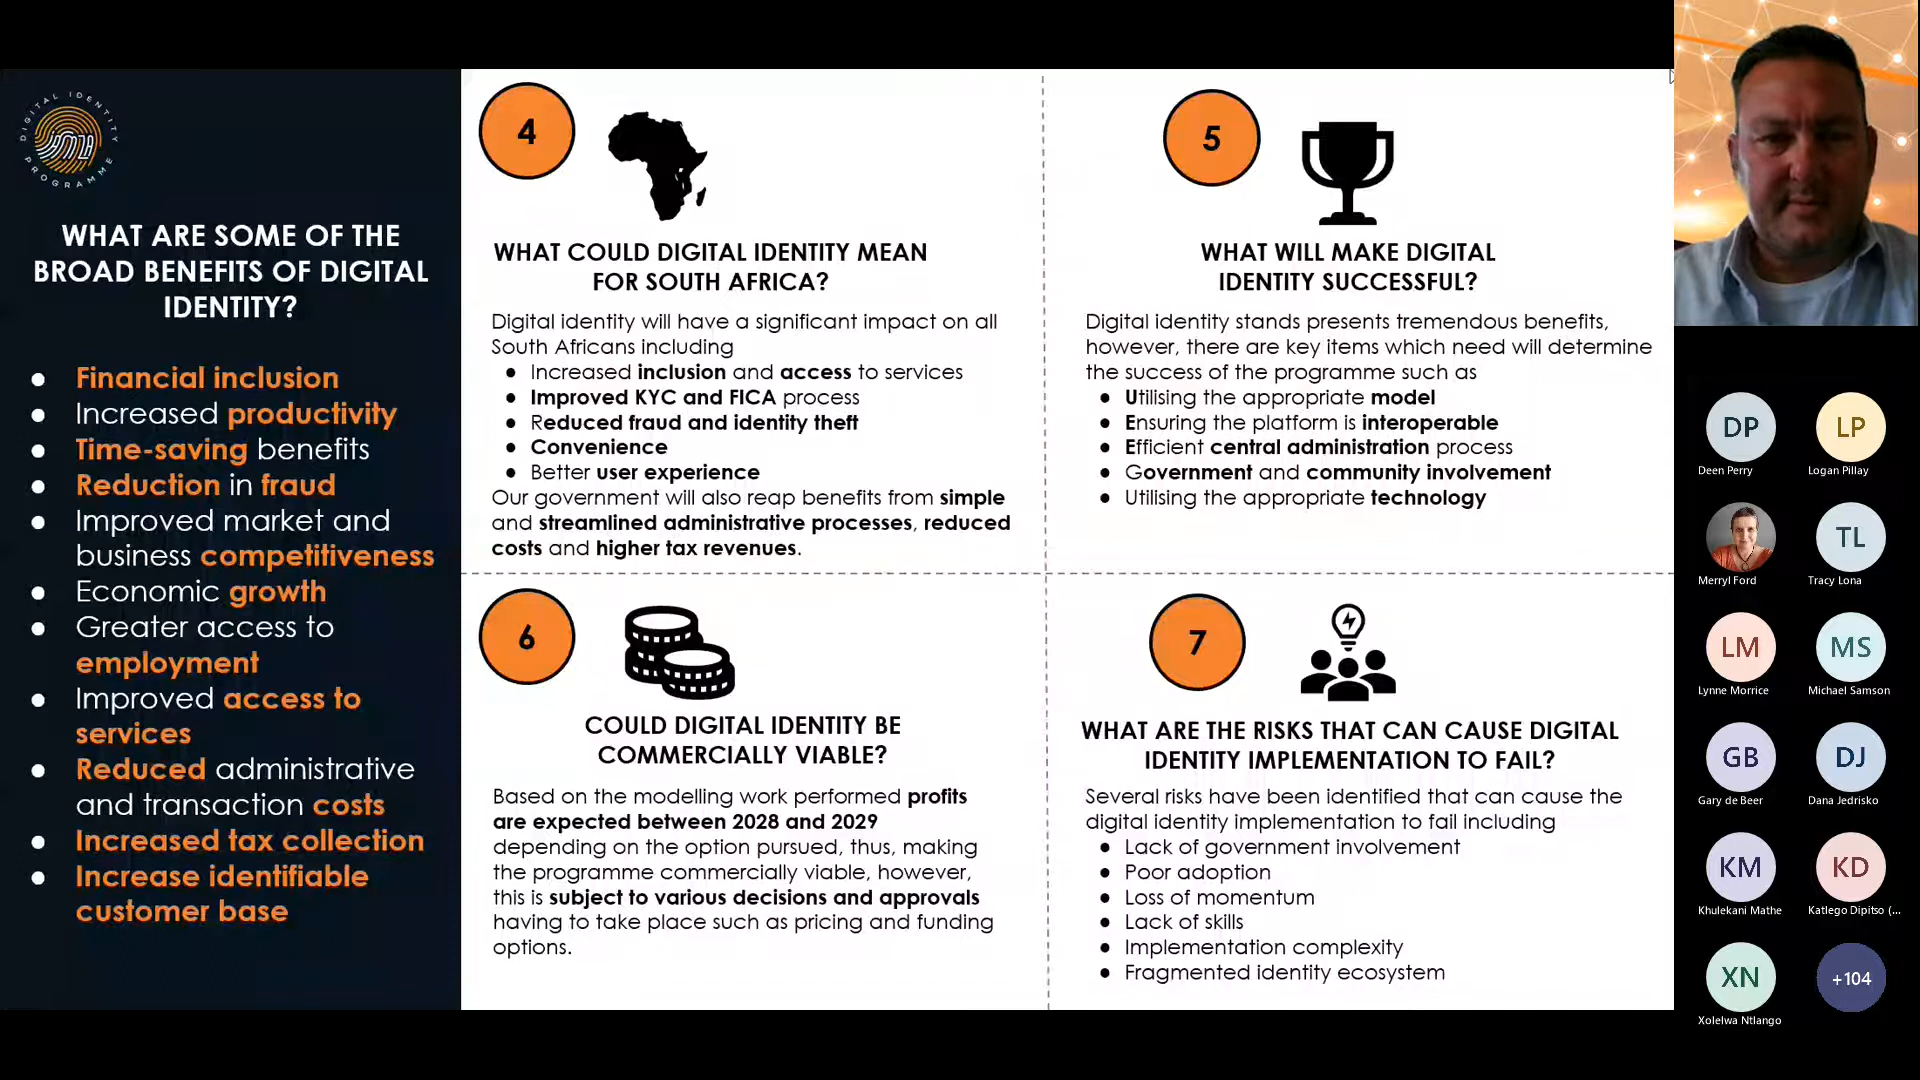 DIGITAL IDENTITY
PROGRAMME
WHAT ARE SOME OF THE
BROAD BENEFITS OF DIGITAL
IDENTITY?
● Financial inclusion
● Increased productivity
● Time-saving benefits
● Reduction in fraud
● Improved market and
business competitiveness
● Economic growth
● Greater access to
employment
● Improved access to
services
● Reduced administrative
and transaction costs
● Increased tax collection
● Increase identifiable
customer base
4
WHAT COULD DIGITAL IDENTITY MEAN
FOR SOUTH AFRICA?
Digital identity will have a significant impact on all
South Africans including
● Increased inclusion and access to services
● Improved KYC and FICA process
● Reduced fraud and identity theft
● Convenience
● Better user experience
Our government will also reap benefits from simple
and streamlined administrative processes, reduced
costs and higher tax revenues.
5
WHAT WILL MAKE DIGITAL
IDENTITY SUCCESSFUL?
Digital identity stands presents tremendous benefits,
however, there are key items which need will determine
the success of the programme such as
● Utilising the appropriate model
● Ensuring the platform is interoperable
● Efficient central administration process
● Government and community involvement
● Utilising the appropriate technology
6
COULD DIGITAL IDENTITY BE
COMMERCIALLY VIABLE?
Based on the modelling work performed profits
are expected between 2028 and 2029
depending on the option pursued, thus, making
the programme commercially viable, however,
this is subject to various decisions and approvals
having to take place such as pricing and funding
options.
7
WHAT ARE THE RISKS THAT CAN CAUSE DIGITAL
IDENTITY IMPLEMENTATION TO FAIL?
Several risks have been identified that can cause the
digital identity implementation to fail including
● Lack of government involvement
● Poor adoption
● Loss of momentum
● Lack of skills
● Implementation complexity
● Fragmented identity ecosystem
DP LP
Deen Perry Logan Pillay
TL
Merryl Ford Tracy Lona
LM MS
Lynne Morrice Michael Samson
GB DJ
Gary de Beer Dana Jedrisko
KM KD
Khulekani Mathe Katlego Dipitso (...
XN +104
Xolelwa Ntlango